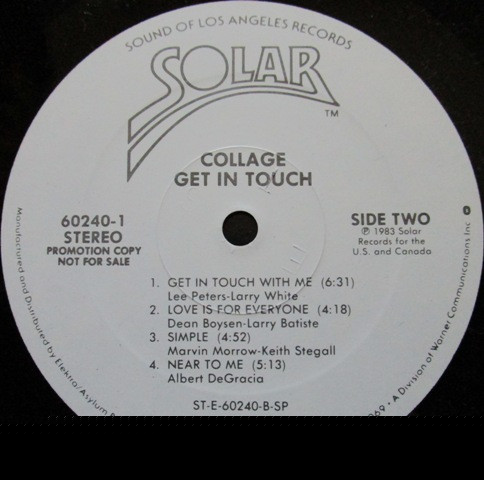 SOUND OF LOS ANGELES RECORDS
SOLAR
TM
COLLAGE
GET IN TOUCH
60240-1
STEREO
PROMOTION COPY
NOT FOR SALE
SIDE TWO
℗ 1983 Solar
Records for the
U.S. and Canada
1. GET IN TOUCH WITH ME (6:31)
Lee Peters-Larry White
2. LOVE IS FOR EVERYONE (4:18)
Dean Boysen-Larry Batiste
3. SIMPLE (4:52)
Marvin Morrow-Keith Stegall
4. NEAR TO ME (5:13)
Albert DeGracia
ST-E-60240-B-SP
Manufactured and Distributed by Elektra/Asylum
69 • A Division of Warner Communications Inc